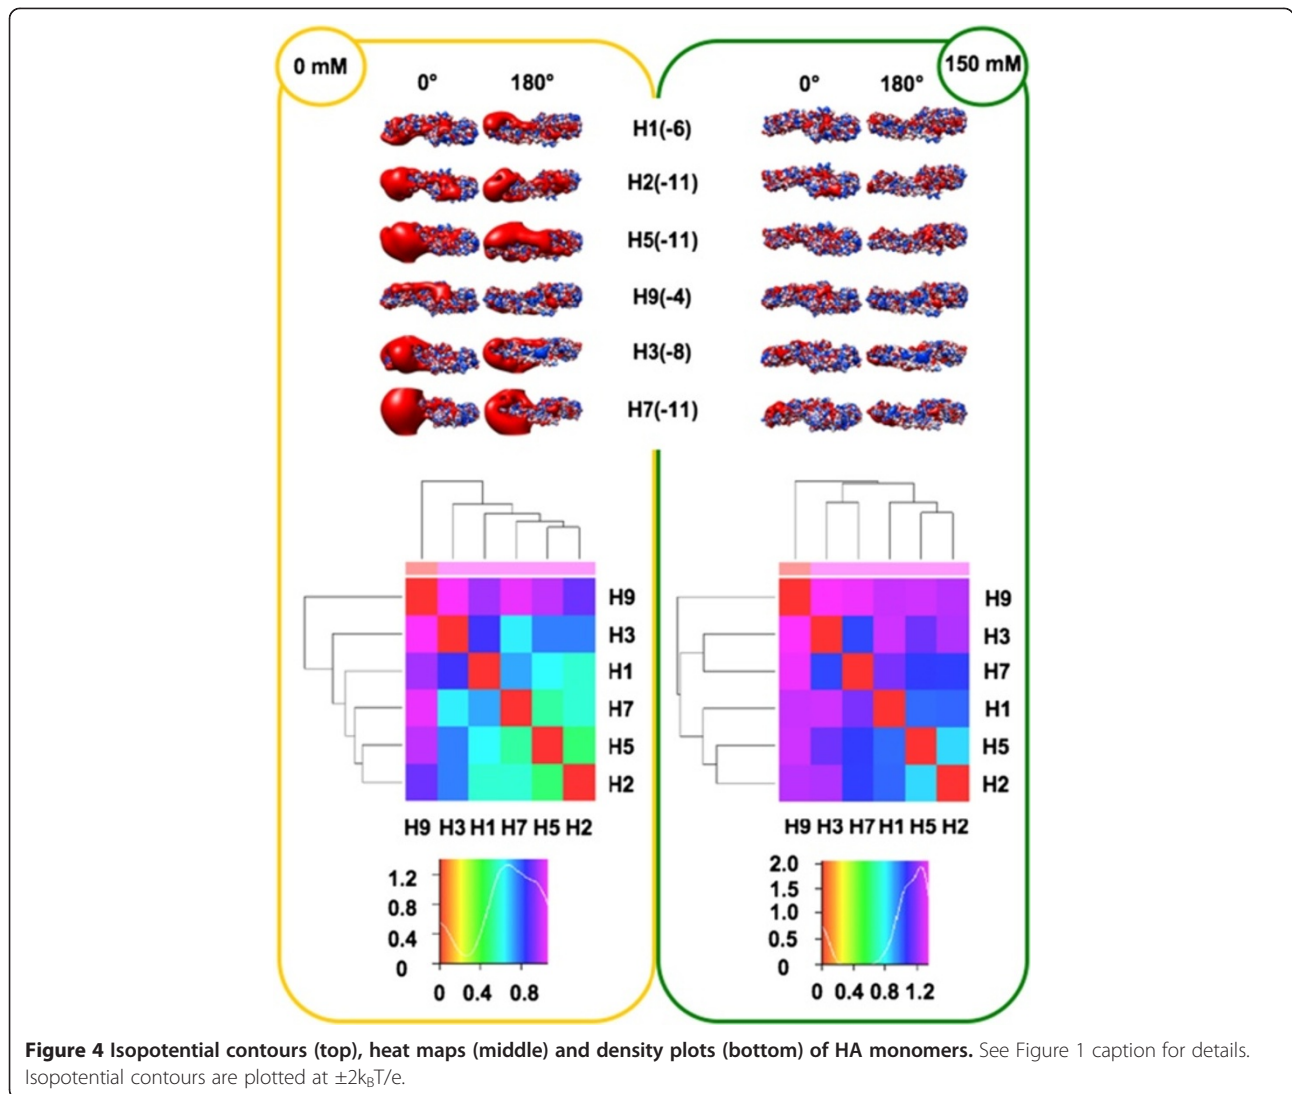 0 mM
150 mM
0° 180°
0° 180°
H1(-6)
H2(-11)
H5(-11)
H9(-4)
H3(-8)
H7(-11)
H9
H3
H1
H7
H5
H2
H9 H3 H1 H7 H5 H2
1.2
0.8
0.4
0
0 0.4 0.8
H9
H3
H7
H1
H5
H2
H9 H3 H7 H1 H5 H2
2.0
1.5
1.0
0.5
0
0 0.4 0.8 1.2
Figure 4 Isopotential contours (top), heat maps (middle) and density plots (bottom) of HA monomers. See Figure 1 caption for details.
Isopotential contours are plotted at ±2kBT/e.